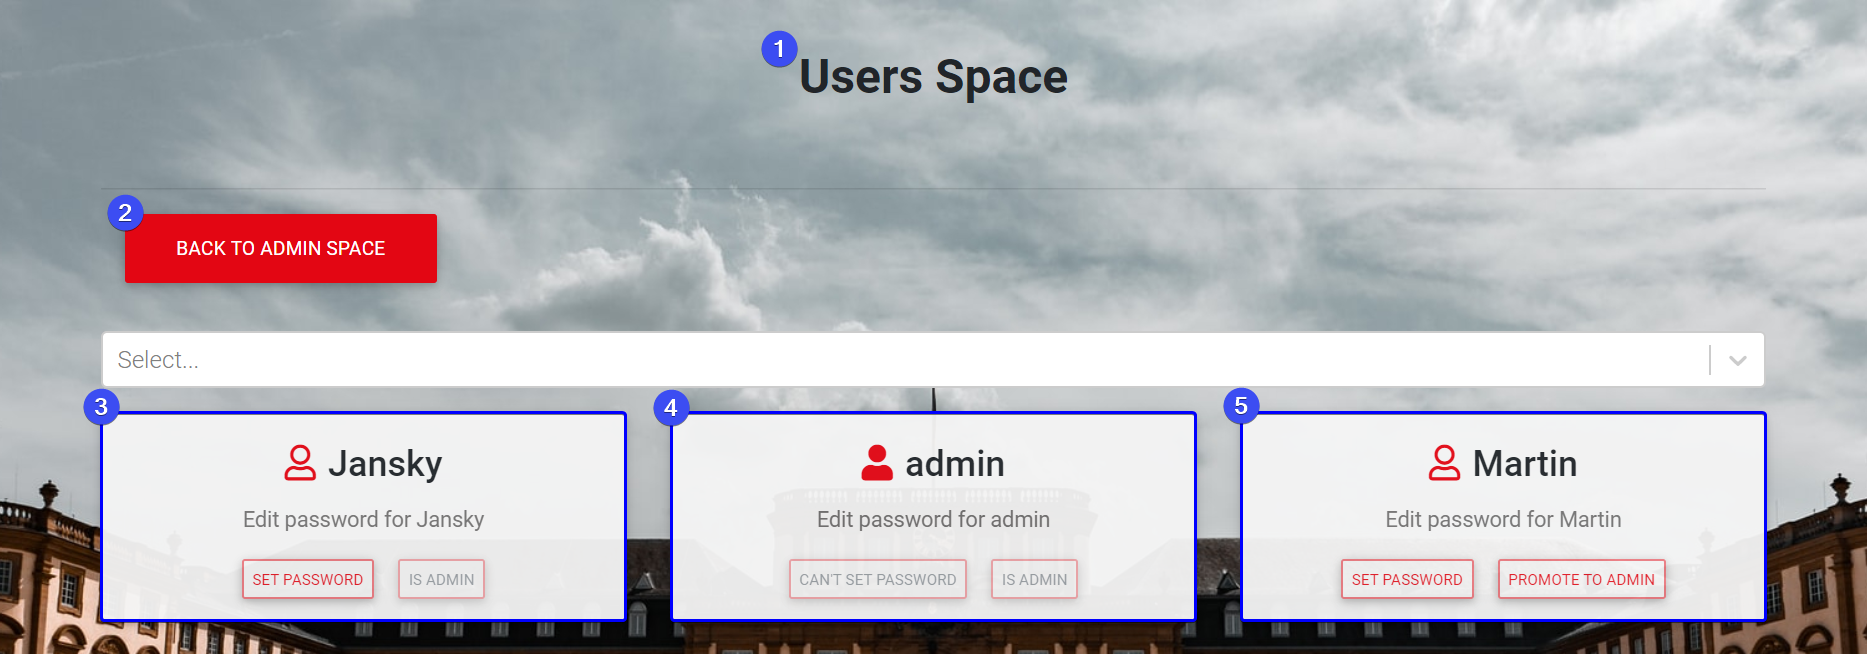 1
Users Space
2
BACK TO ADMIN SPACE
Select...
3
Jansky
Edit password for Jansky
SET PASSWORD IS ADMIN
4
admin
Edit password for admin
CAN'T SET PASSWORD IS ADMIN
5
Martin
Edit password for Martin
SET PASSWORD PROMOTE TO ADMIN